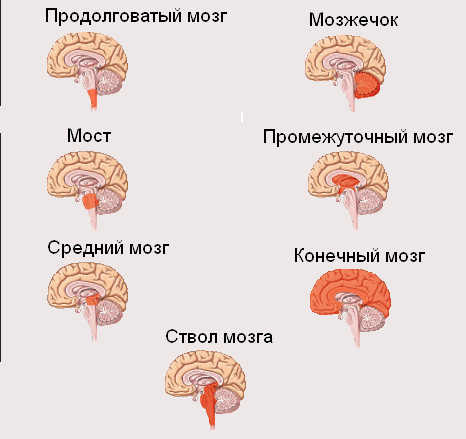 Продолговатый мозг
Мозжечок
Мост
Промежуточный мозг
Средний мозг
Конечный мозг
Ствол мозга